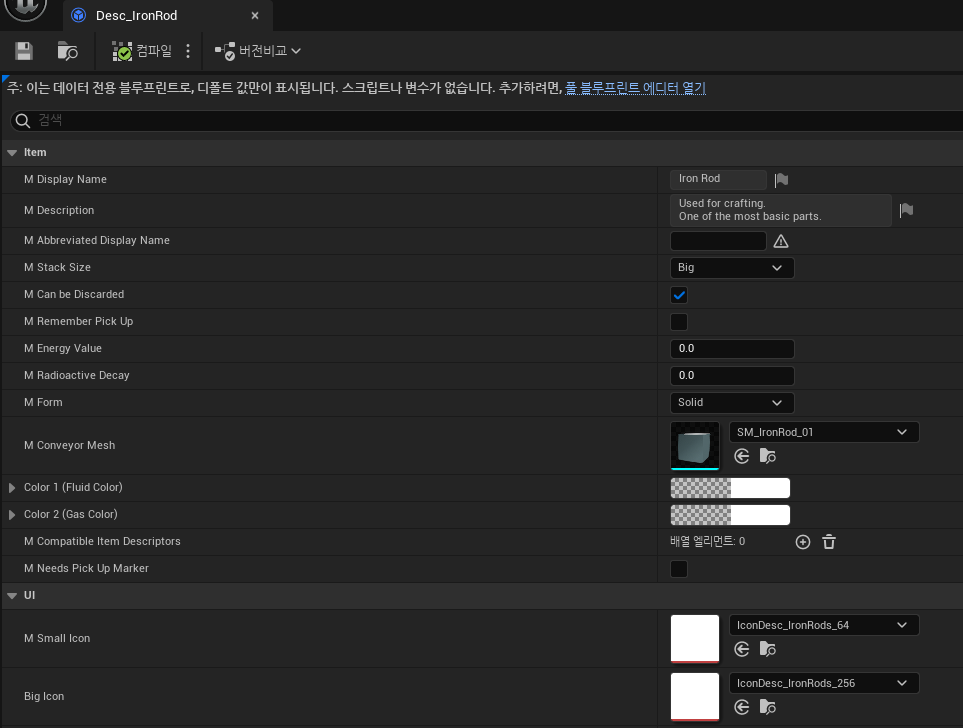 Desc_IronRod
컴파일
버전비교
주: 이는 데이터 전용 블루프린트로, 디폴트 값만이 표시됩니다. 스크립트나 변수가 없습니다. 추가하려면, 풀 블루프린트 에디터 열기
검색
Item
M Display Name
Iron Rod
M Description
Used for crafting.
One of the most basic parts.
M Abbreviated Display Name
M Stack Size
Big
M Can be Discarded
M Remember Pick Up
M Energy Value
0.0
M Radioactive Decay
0.0
M Form
Solid
M Conveyor Mesh
SM_IronRod_01
Color 1 (Fluid Color)
Color 2 (Gas Color)
M Compatible Item Descriptors
배열 엘리먼트: 0
M Needs Pick Up Marker
UI
M Small Icon
IconDesc_IronRods_64
Big Icon
IconDesc_IronRods_256